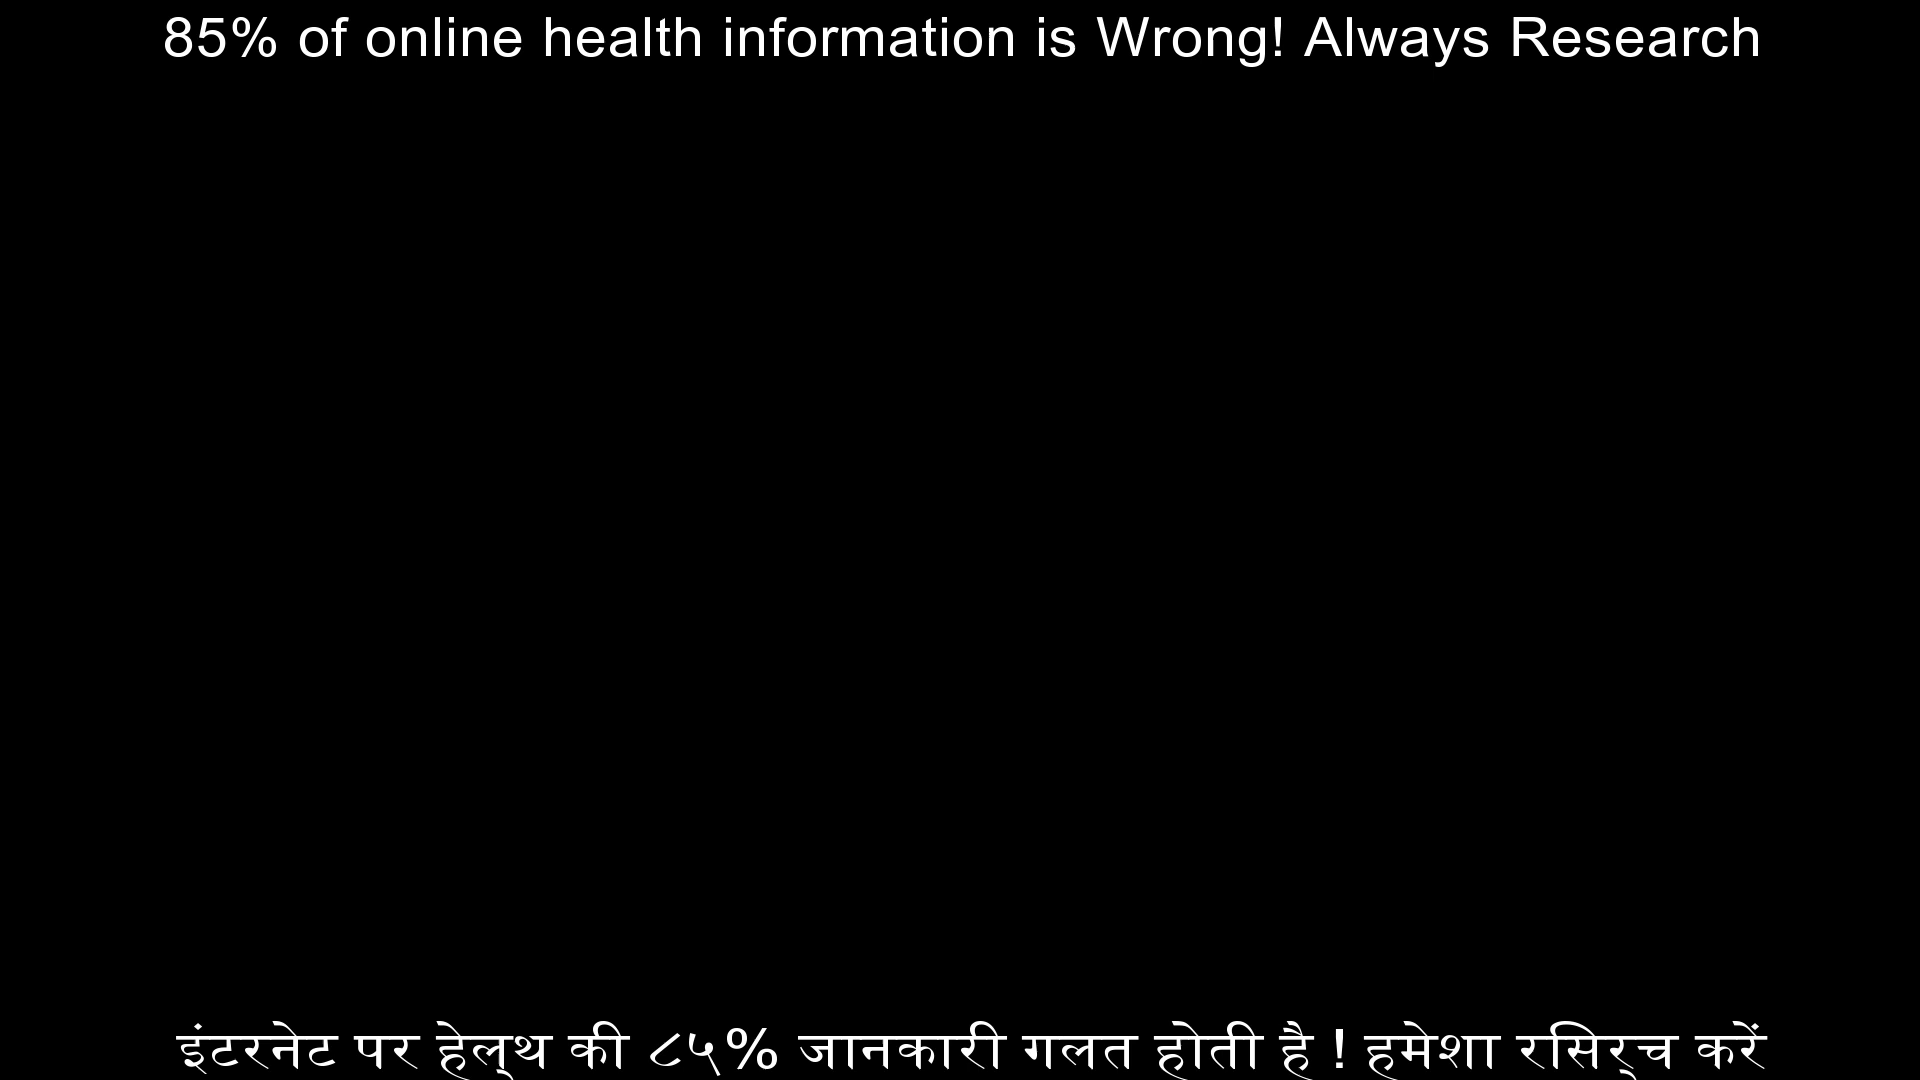 85% of online health information is Wrong! Always Research
इंटरनेट पर हेल्‌थ की ८५% जानकारी गलत होती है ! हमेशा रसिर्‌च करें